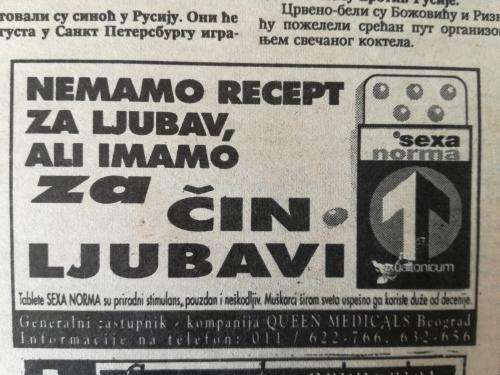 товали су синоћ у Русију. Они ће
густа у Санкт Петерсбургу игра-
Црвено-бели су Божовићу и Ризн
ћу пожелели срећан пут организо
њем свечаног коктела.
NEMAMO RECEPT
ZA LJUBAV,
ALI IMAMO
za
ČIN
LJUBAVI
sexa
norma
sexualtonicum
Tablete SEXA NORMA su prirodni stimulans, pouzdan i neškodljiv. Muškarci širom sveta uspešno ga koriste duže od decenije.
Generalni zastupnik - kompanija QUEEN MEDICALS Beograd
Informacije na telefon: 011 / 622-766, 632-656